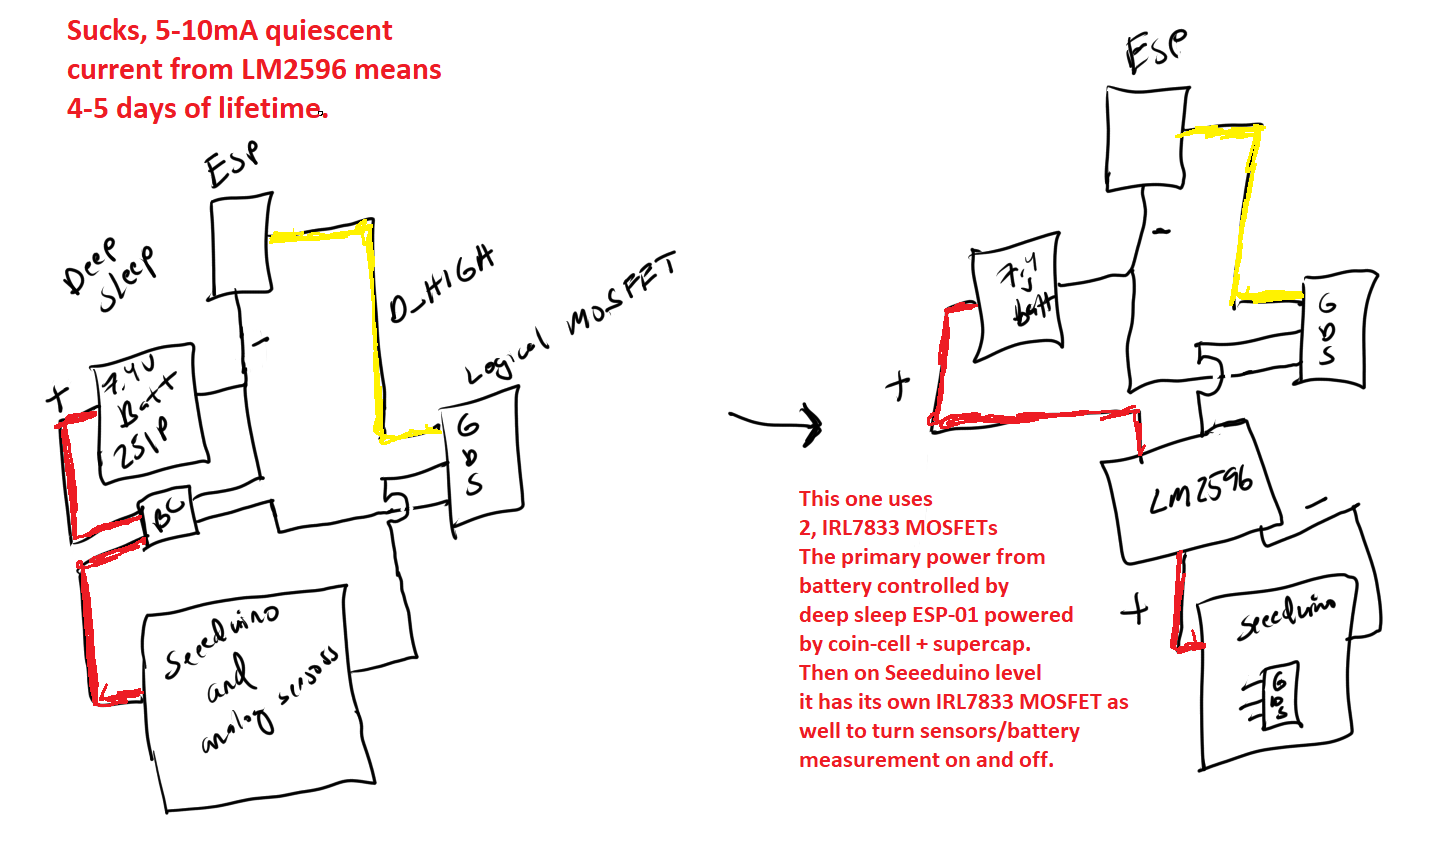 Sucks, 5-10mA quiescent
current from LM2596 means
4-5 days of lifetime.
ESP
Deep
sleep
D_HIGH
Logical MOSFET
-
+
7.4V
Batt
2S1P
BC
G
D
S
Seeeduino
and
analog sensors
ESP
-
7.4
Batt
+
G
D
S
LM2596
-
+
Seeeduino
G
D
S
This one uses
2, IRL7833 MOSFETs
The primary power from
battery controlled by
deep sleep ESP-01 powered
by coin-cell + supercap.
Then on Seeeduino level
it has its own IRL7833 MOSFET as
well to turn sensors/battery
measurement on and off.